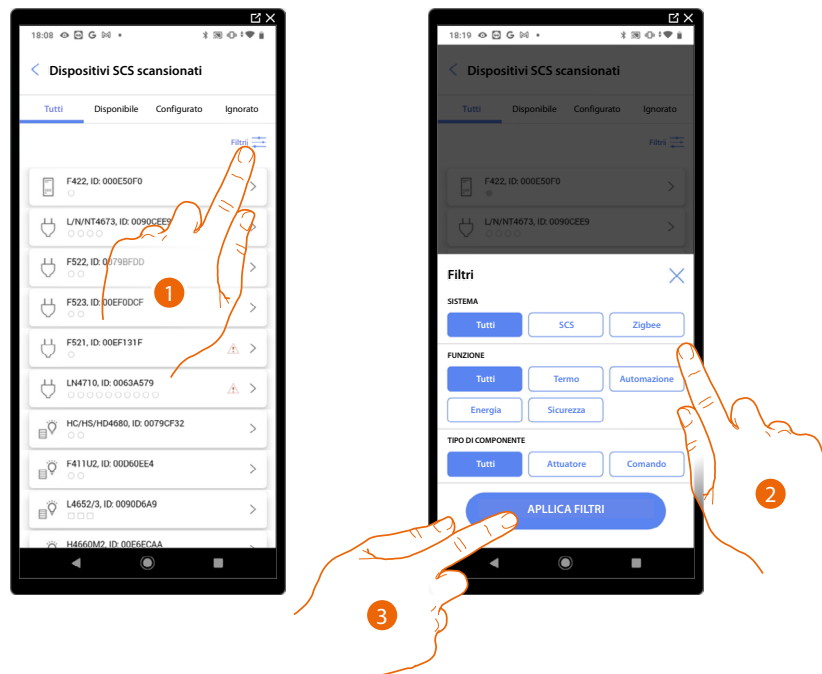 18:08
Dispositivi SCS scansionati
Tutti Disponibile Configurato Ignorato
Filtri
F422, ID: 000E50F0
L/N/NT4673, ID: 0090CEE9
F522, ID: 0079BFDD
F523, ID: 00EF0DCF
F521, ID: 00EF131F
LN4710, ID: 0063A579
HC/HS/HD4680, ID: 0079CF32
F411U2, ID: 00D60EE4
L4652/3, ID: 0090D6A9
H4660M2, ID: 00E6ECAA
1
18:19
Dispositivi SCS scansionati
Tutti Disponibile Configurato Ignorato
Filtri
F422, ID: 000E50F0
L/N/NT4673, ID: 0090CEE9
Filtri
SISTEMA
Tutti SCS Zigbee
FUNZIONE
Tutti Termo Automazione
Energia Sicurezza
TIPO DI COMPONENTE
Tutti Attuatore Comando
APLLICA FILTRI
2
3